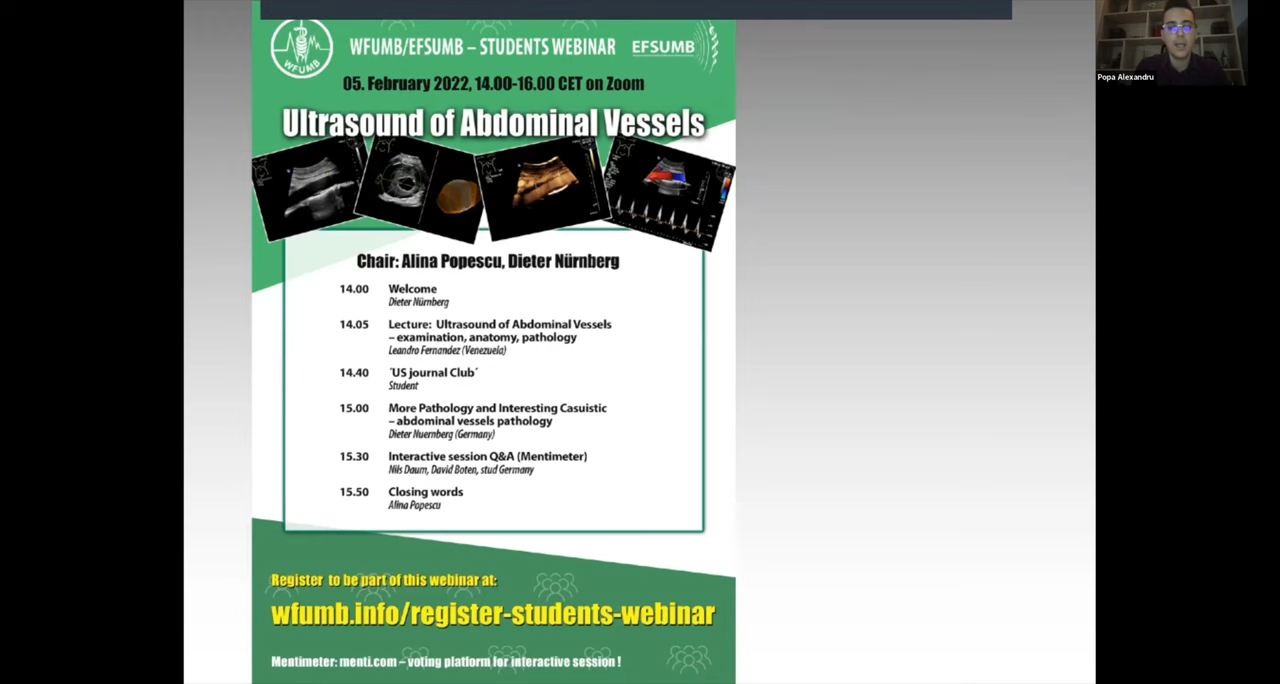 WFUMB
WFUMB/EFSUMB – STUDENTS WEBINAR
EFSUMB
05. February 2022, 14.00-16.00 CET on Zoom
Ultrasound of Abdominal Vessels
Chair: Alina Popescu, Dieter Nürnberg
14.00 Welcome
Dieter Nürnberg
14.05 Lecture: Ultrasound of Abdominal Vessels
– examination, anatomy, pathology
Leandro Fernandez (Venezuela)
14.40 ´US journal Club´
Student
15.00 More Pathology and Interesting Casuistic
– abdominal vessels pathology
Dieter Nuernberg (Germany)
15.30 Interactive session Q&A (Mentimeter)
Nils Daum, David Boten, stud Germany
15.50 Closing words
Alina Popescu
Register to be part of this webinar at:
wfumb.info/register-students-webinar
Mentimeter: menti.com – voting platform for interactive session !
Popa Alexandru